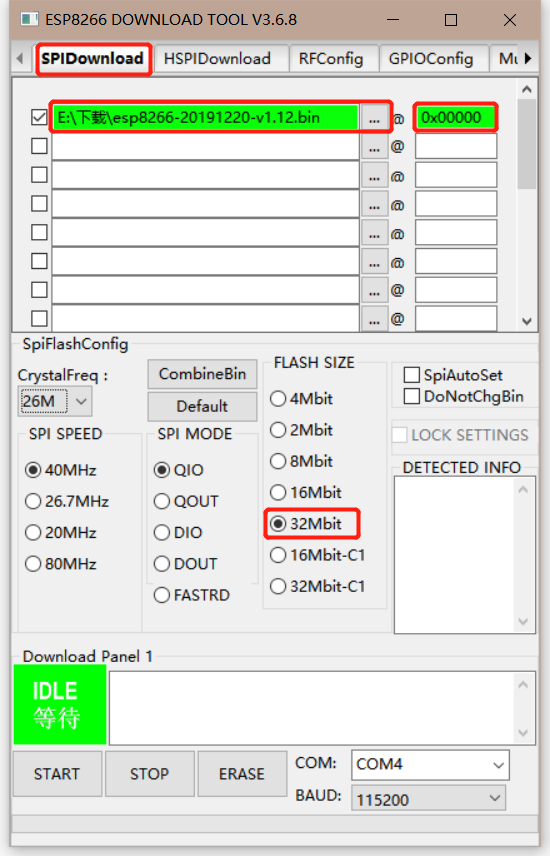 ESP8266 DOWNLOAD TOOL V3.6.8
SPIDownload HSPIDownload RFConfig GPIOConfig Mu
E:\下载\esp8266-20191220-v1.12.bin ... @ 0x00000
... @
... @
... @
... @
... @
... @
... @
SpiFlashConfig
CrystalFreq :
26M
CombineBin
Default
SPI SPEED
40MHz
26.7MHz
20MHz
80MHz
SPI MODE
QIO
QOUT
DIO
DOUT
FASTRD
FLASH SIZE
4Mbit
2Mbit
8Mbit
16Mbit
32Mbit
16Mbit-C1
32Mbit-C1
SpiAutoSet
DoNotChgBin
LOCK SETTINGS
DETECTED INFO
Download Panel 1
IDLE
等待
START STOP ERASE
COM: COM4
BAUD: 115200